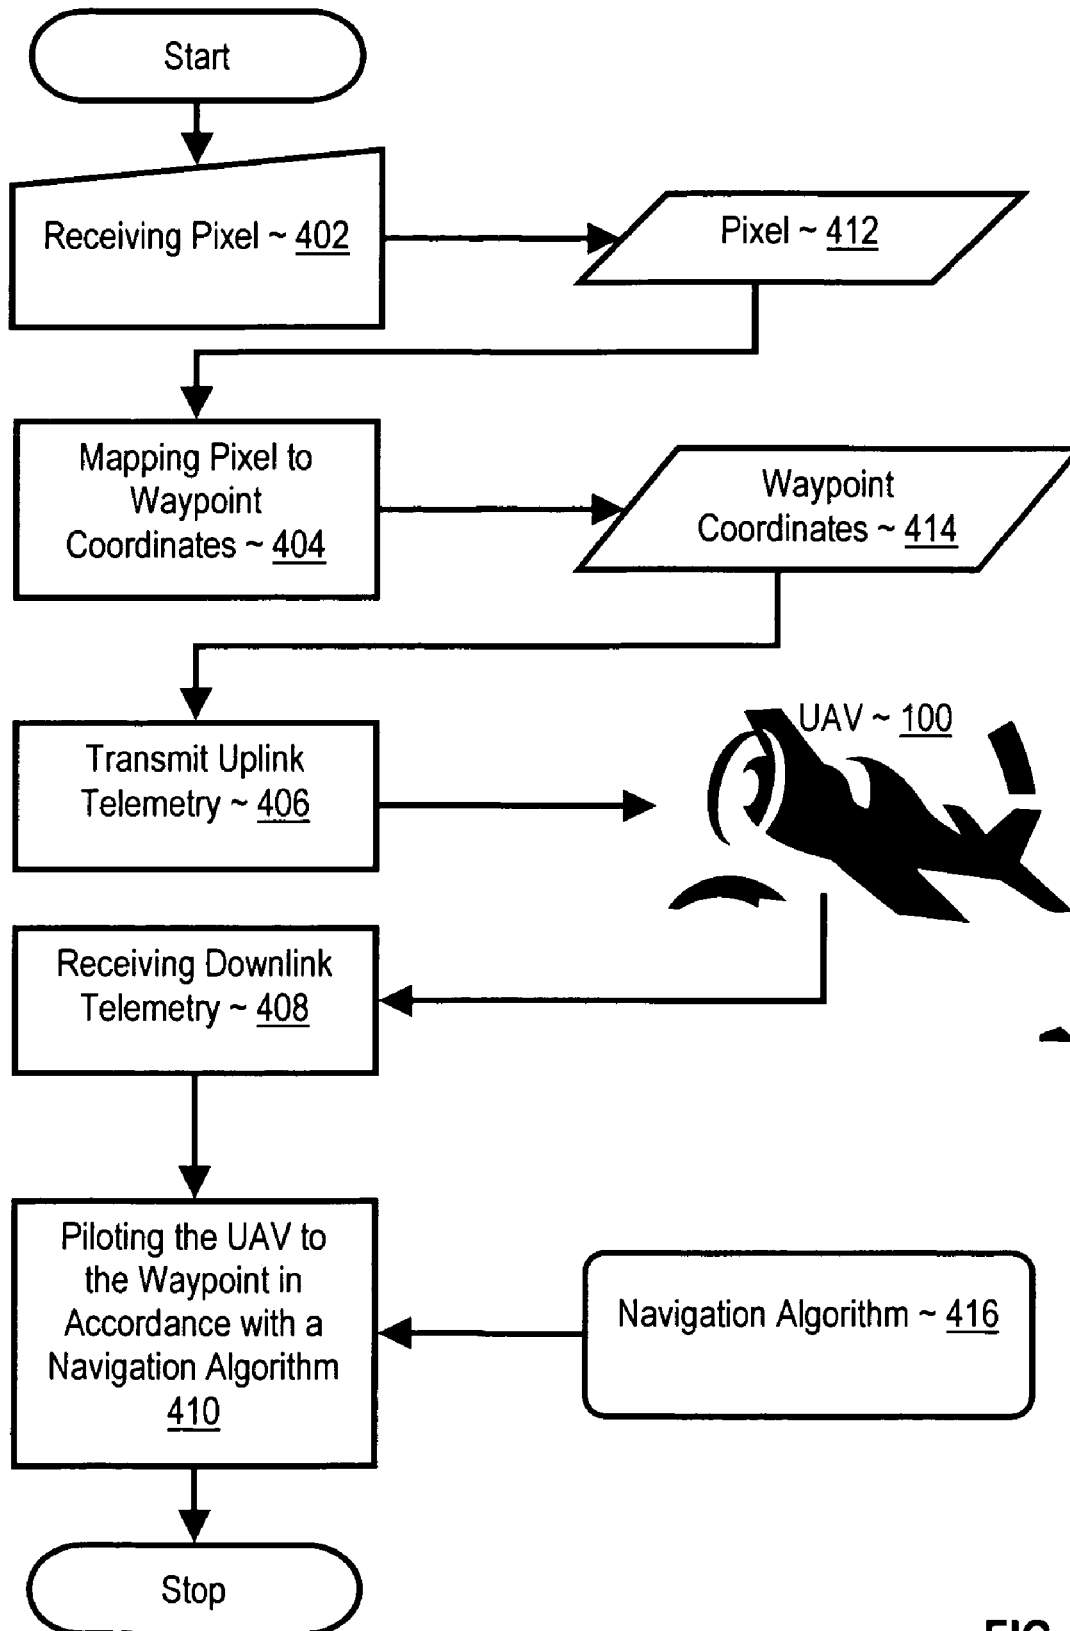 Start
Receiving Pixel ~ 402
Pixel ~ 412
Mapping Pixel to
Waypoint
Coordinates ~ 404
Waypoint
Coordinates ~ 414
Transmit Uplink
Telemetry ~ 406
UAV ~ 100
Receiving Downlink
Telemetry ~ 408
Piloting the UAV to
the Waypoint in
Accordance with a
Navigation Algorithm
410
Navigation Algorithm ~ 416
Stop
FIG